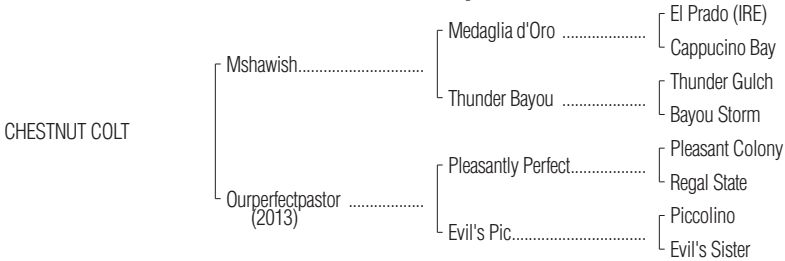 El Prado (IRE)
Medaglia d'Oro ....................
Cappucino Bay
Mshawish..............................
Thunder Gulch
Thunder Bayou ....................
Bayou Storm
CHESTNUT COLT
Pleasant Colony
Pleasantly Perfect..................
Regal State
Ourperfectpastor ..................
(2013)
Piccolino
Evil's Pic................................
Evil's Sister